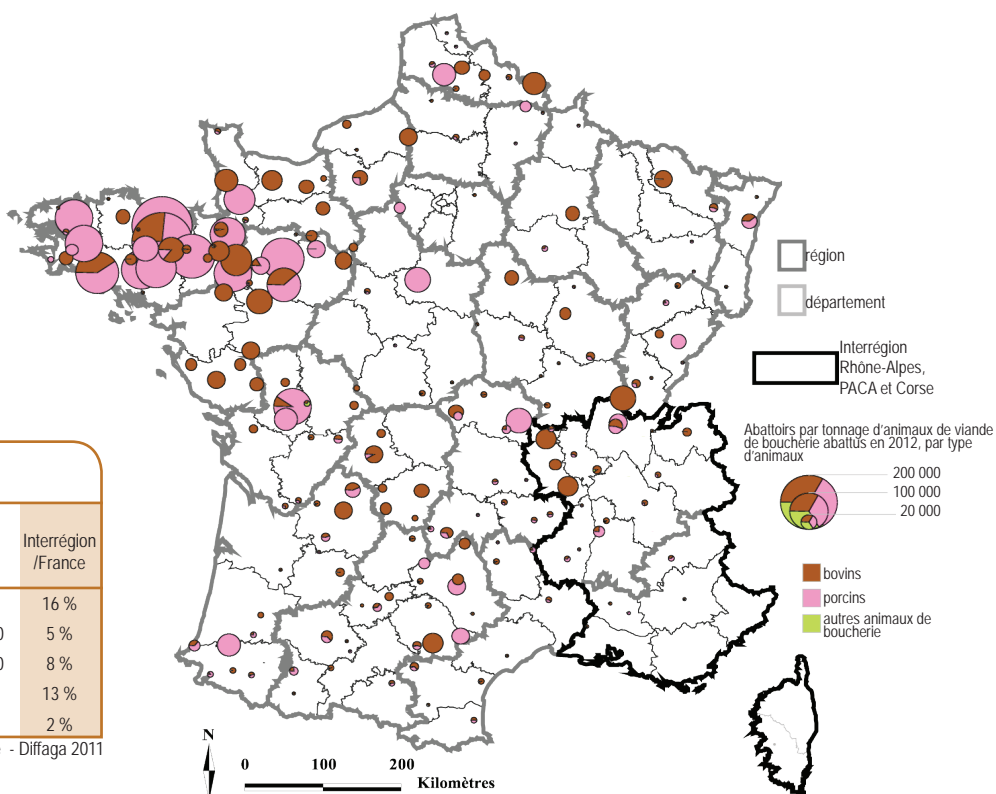 région
département
Interrégion
Rhône-Alpes,
PACA et Corse
Abattoirs par tonnage d'animaux de viande
de boucherie abattus en 2012, par type
d'animaux
200 000
100 000
20 000
bovins
porcins
autres animaux de
boucherie
Interrégion
/France
16 %
0 5 %
0 8 %
13 %
2 %
- Diffaga 2011
N
0 100 200
Kilomètres